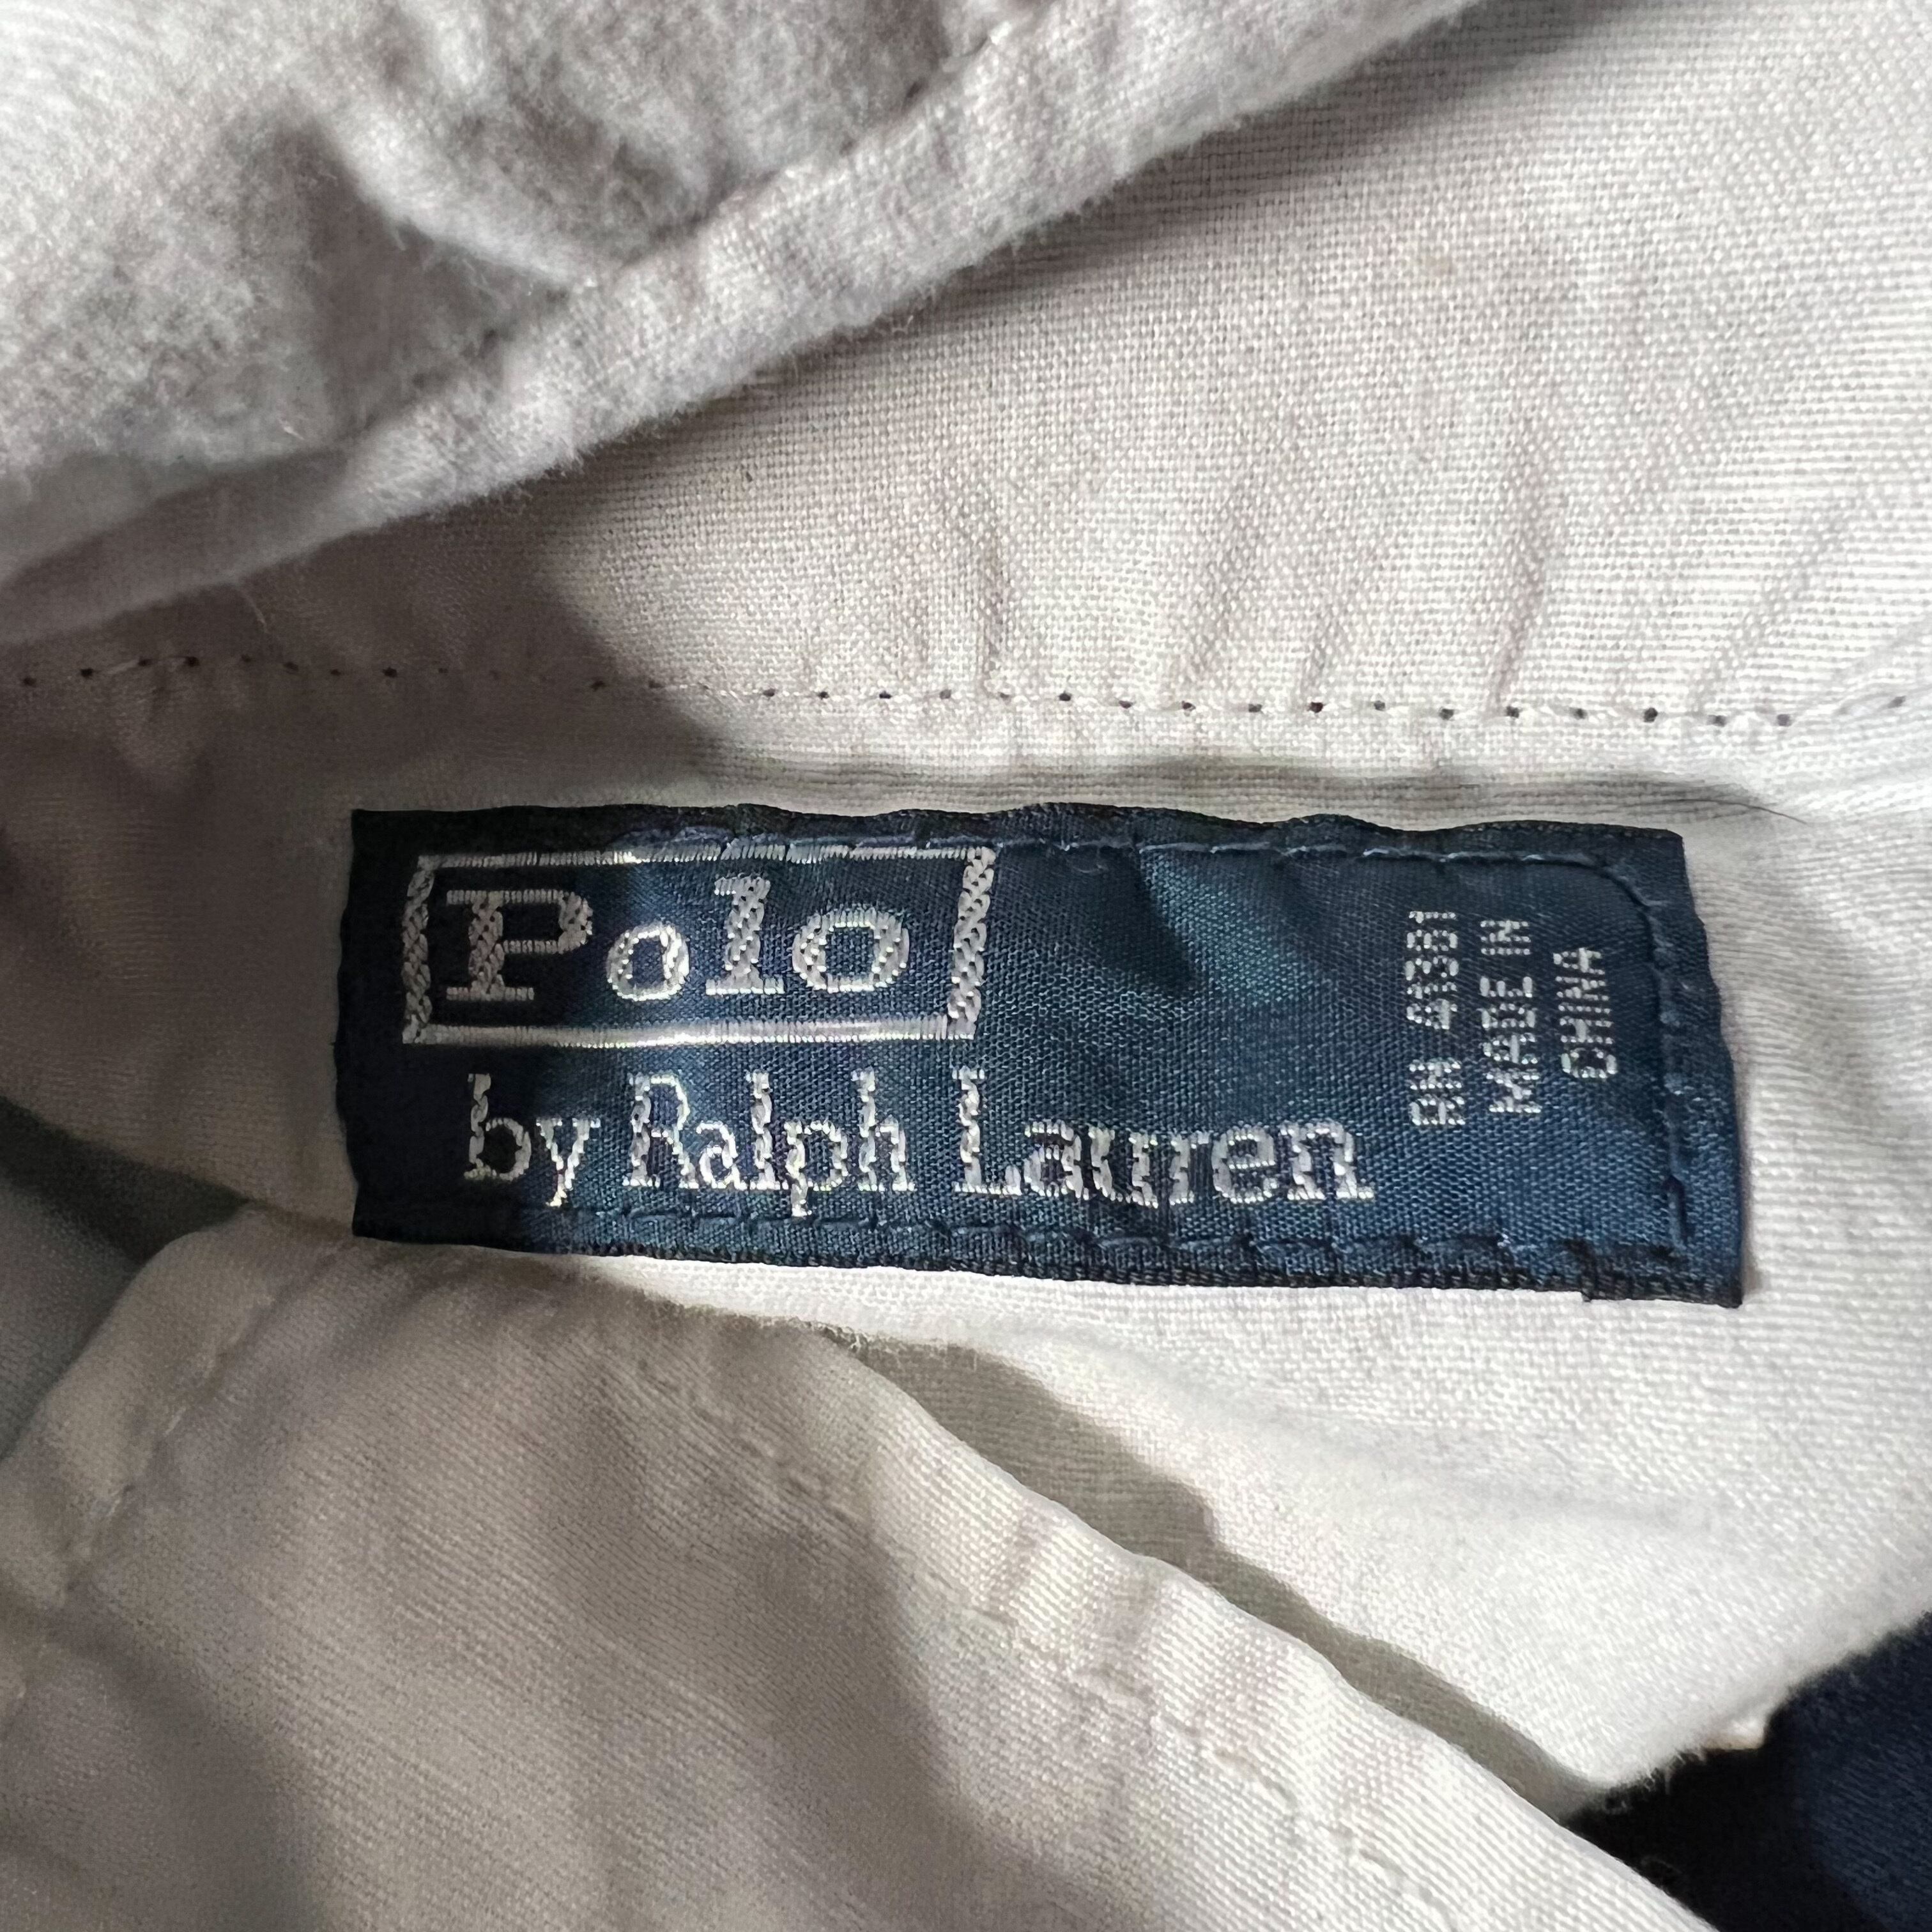 Polo
by Ralph Lauren
RN 41381
MADE IN
CHINA